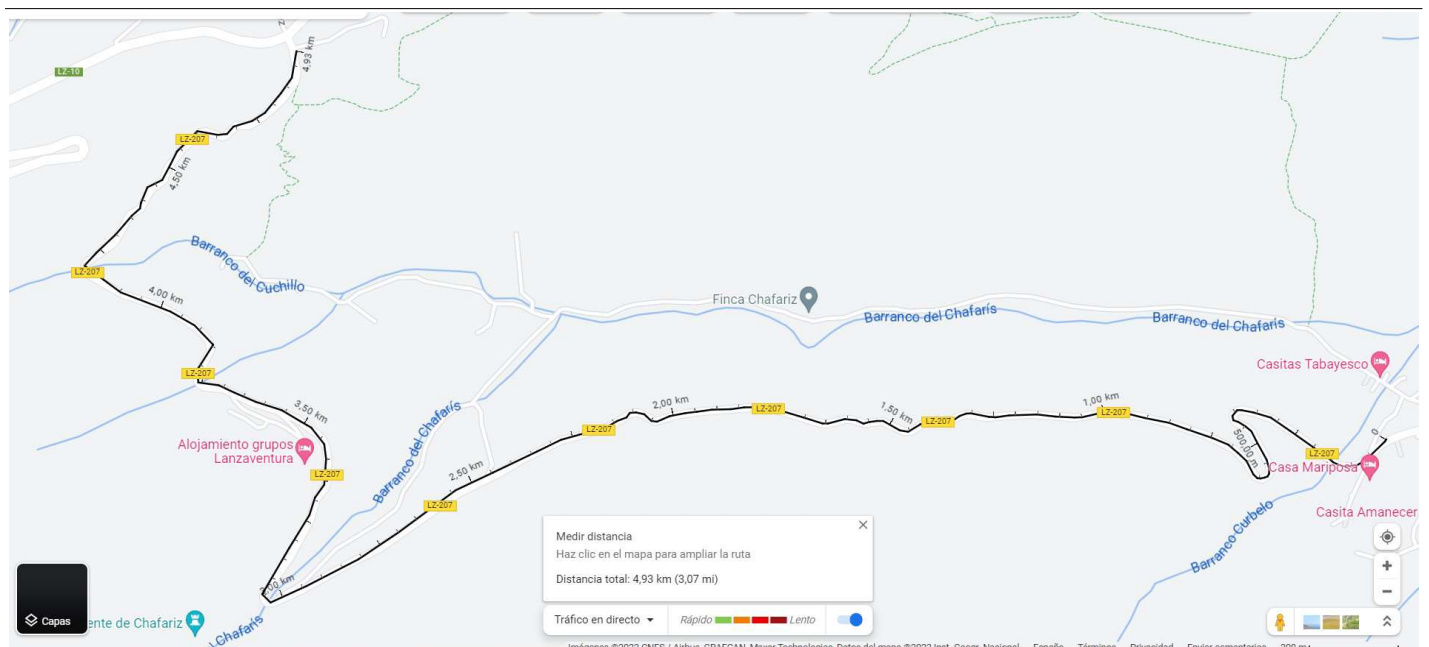 4,93 km
LZ-10
LZ-207
4,50 km
Barranco del Cuchillo
LZ-207
4,00 km
Finca Chafariz
Barranco del Chafarís
Barranco del Chafarís
Casitas Tabayesco
LZ-207
3,50 km
2,00 km
LZ-207
1,50 km
LZ-207
1,00 km
LZ-207
LZ-207
0
500,00 m
LZ-207
Alojamiento grupos
Lanzaventura
LZ-207
Barranco del Chafarís
2,50 km
LZ-207
Casa Mariposa
Casita Amanecer
Barranco Curbelo
Medir distancia
Haz clic en el mapa para ampliar la ruta
Distancia total: 4,93 km (3,07 mi)
Capas
ente de Chafariz
Chafarís
Tráfico en directo
Rápido
Lento